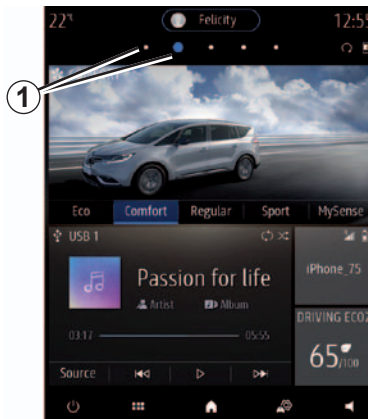 22°C Felicity 12:55
1
Eco Comfort Regular Sport MySense
USB 1
iPhone_75
Passion for life
Artist Album
DRIVING ECO2
03:17 05:55
65/100
Source